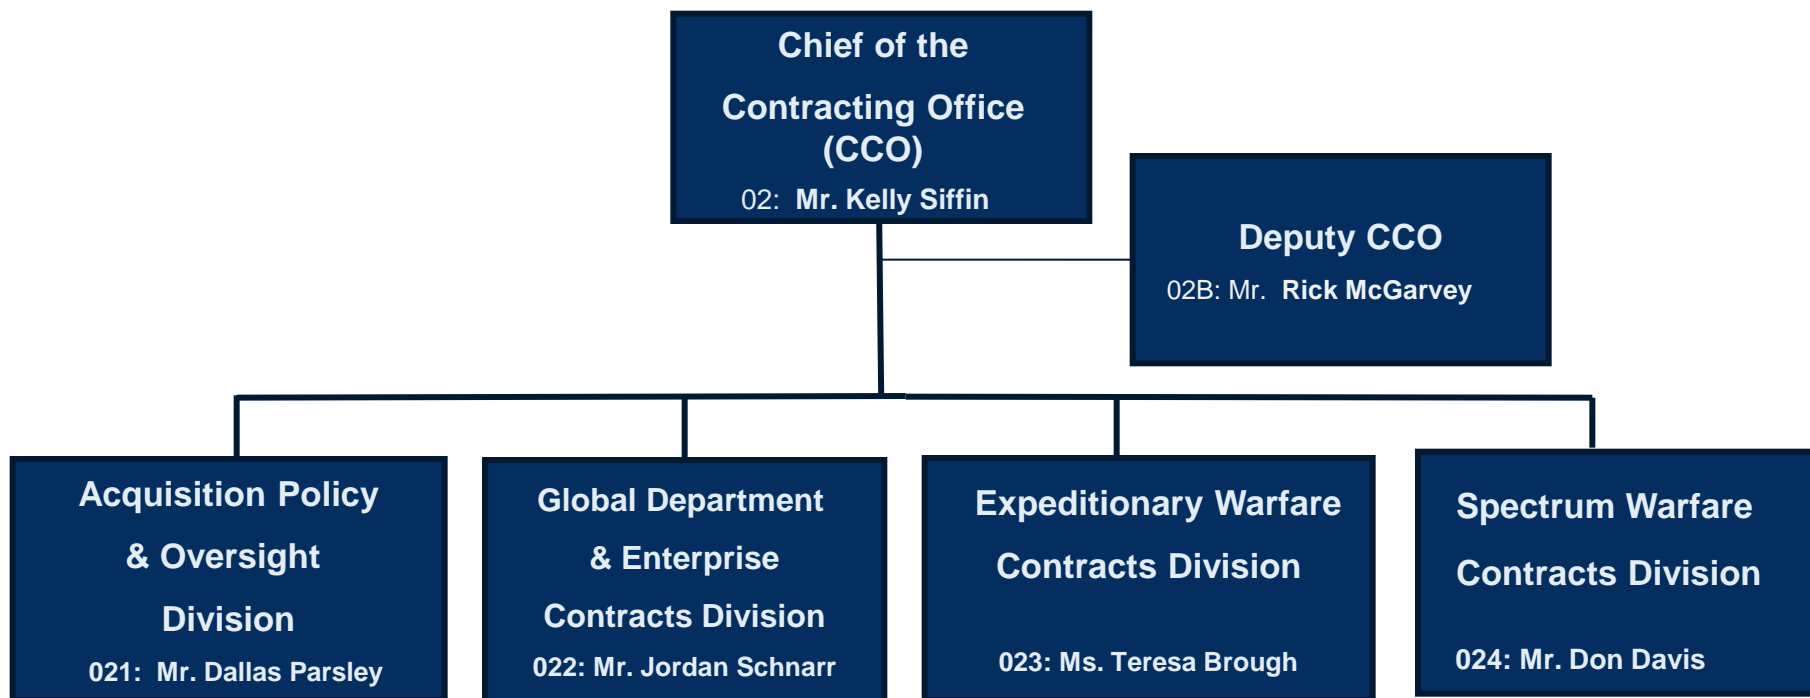 Chief of the
Contracting Office
(CCO)
02: Mr. Kelly Siffin
Deputy CCO
02B: Mr. Rick McGarvey
Acquisition Policy
& Oversight
Division
021: Mr. Dallas Parsley
Global Department
& Enterprise
Contracts Division
022: Mr. Jordan Schnarr
Expeditionary Warfare
Contracts Division
023: Ms. Teresa Brough
Spectrum Warfare
Contracts Division
024: Mr. Don Davis